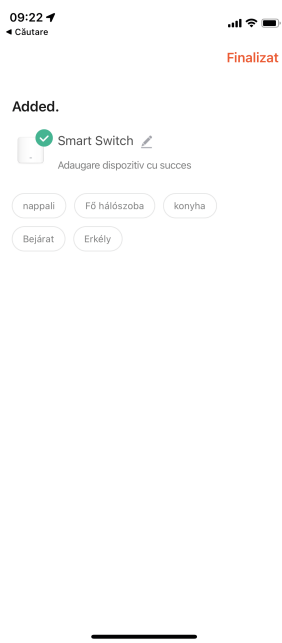 09:22
◀ Căutare
Finalizat
Added.
Smart Switch
Adaugare dispozitiv cu succes
nappali
Fő hálószoba
konyha
Bejárat
Erkély